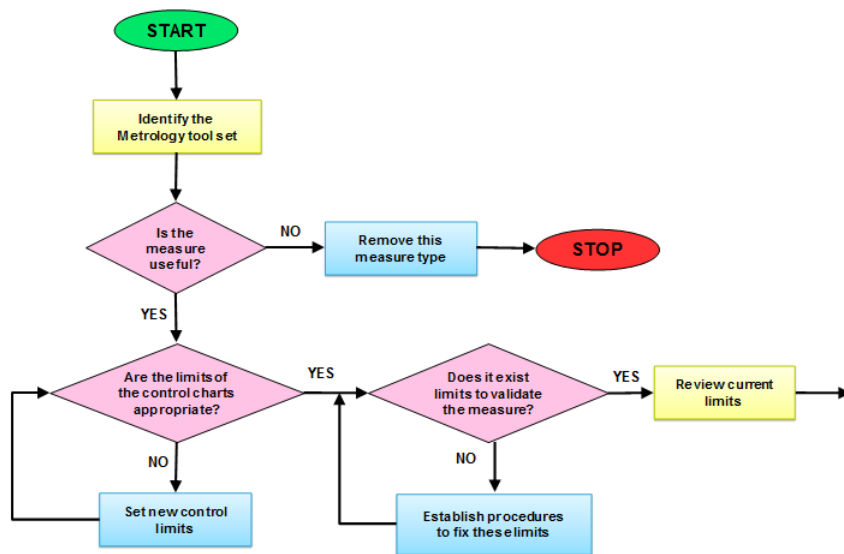 START
Identify the
Metrology tool set
Is the
measure
useful?
NO
Remove this
measure type
STOP
YES
Are the limits of
the control charts
appropriate?
YES
Does it exist
limits to validate
the measure?
YES
Review current
limits
NO
Set new control
limits
NO
Establish procedures
to fix these limits